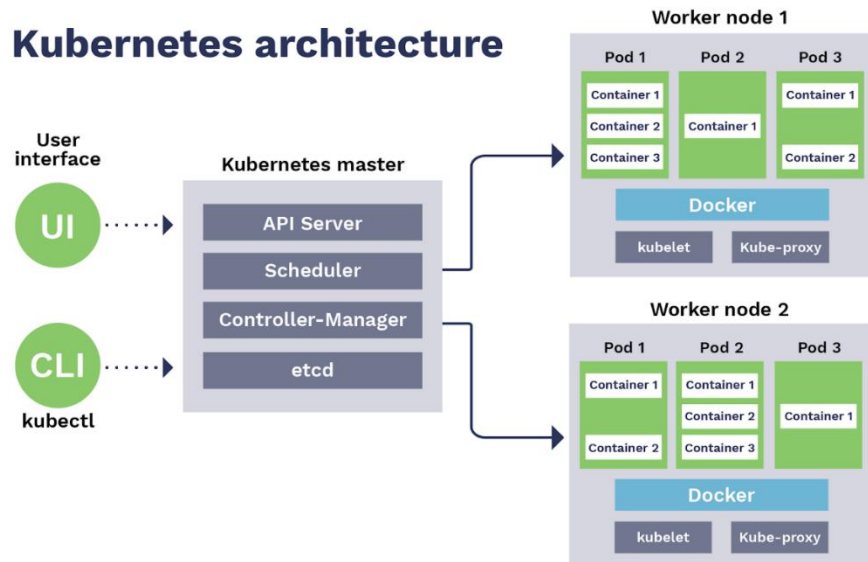 Kubernetes architecture
User
interface
UI
CLI
kubectl
Kubernetes master
API Server
Scheduler
Controller-Manager
etcd
Worker node 1
Pod 1 Pod 2 Pod 3
Container 1
Container 2
Container 3
Container 1
Container 1
Container 2
Docker
kubelet Kube-proxy
Worker node 2
Pod 1 Pod 2 Pod 3
Container 1
Container 2
Container 1
Container 2
Container 3
Container 1
Docker
kubelet Kube-proxy